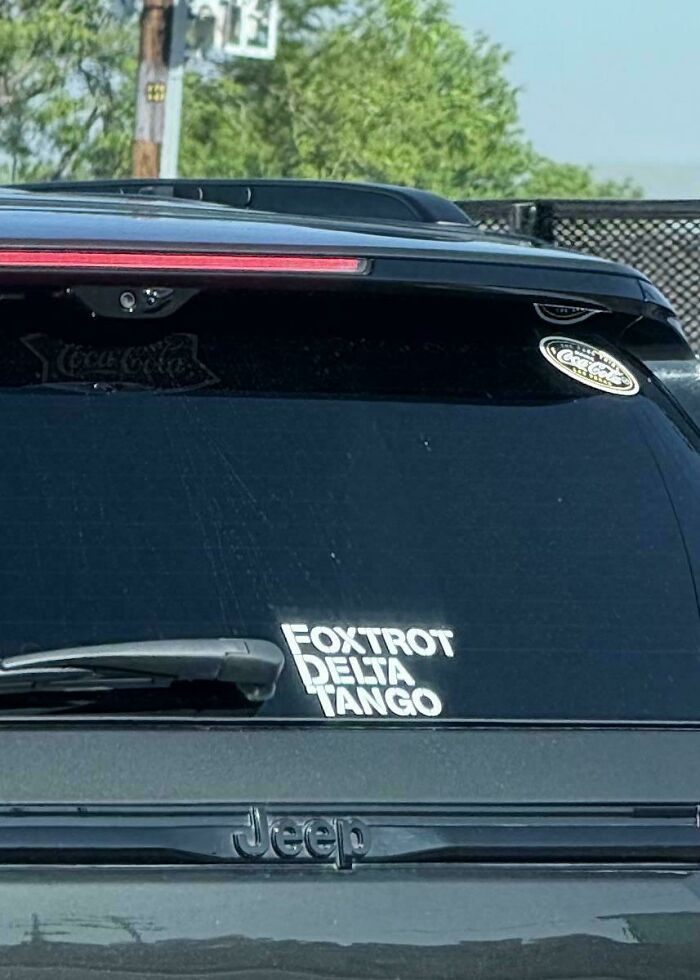 Coca-Cola
Coca-Cola
FOXTROT
DELTA
TANGO
Jeep